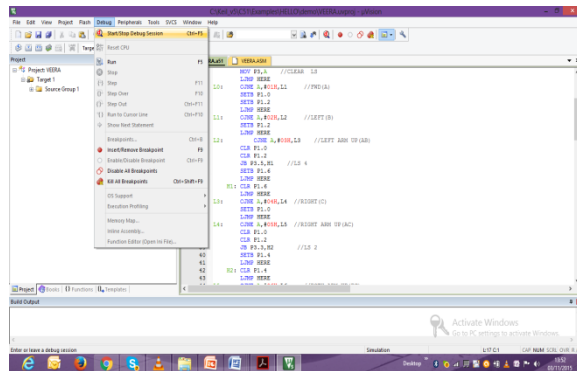 C:\Keil_v5\C51\Examples\HELLO\demo\VEERA.uvproj - µVision
File Edit View Project Flash Debug Peripherals Tools SVCS Window Help
Start/Stop Debug Session Ctrl+F5
Reset CPU
Run F5
Stop
Step F11
Step Over F10
Step Out Ctrl+F11
Run to Cursor Line Ctrl+F10
Show Next Statement
Breakpoints... Ctrl+B
Insert/Remove Breakpoint F9
Enable/Disable Breakpoint Ctrl+F9
Disable All Breakpoints
Kill All Breakpoints Ctrl+Shift+F9
OS Support
Execution Profiling
Memory Map...
Inline Assembly...
Function Editor (Open Ini-File)...
Project
Project: VEERA
Target 1
Source Group 1
VEERA.ASM
MOV P3,A //CLEAR
LJMP HERE
L0: CJNE A,#01H,L1 //FWD(A)
SETB P1.0
SETB P1.2
LJMP HERE
CJNE A,#02H,L2 //LEFT(B)
SETB P1.2
LJMP HERE
L2: CJNE A,#03H,L3 //LEFT ARM UP(AB)
CLR P1.0
CLR P1.2
JB P3.5,H1 //LS 4
SETB P1.6
LJMP HERE
H1: CLR P1.6
LJMP HERE
L3: CJNE A,#04H,L4 //RIGHT(C)
SETB P1.0
LJMP HERE
L4: CJNE A,#05H,L5 //RIGHT ARM UP(AC)
CLR P1.0
CLR P1.2
JB P3.5,H2 //LS 2
40 SETB P1.4
41 LJMP HERE
42 H2: CLR P1.4
43 LJMP HERE
Project Books Functions Templates
Build Output
Activate Windows
Go to PC settings to activate Windows.
Enter or leave a debug session
Simulation
L:17 C:1
CAP NUM SCRL OVR
Desktop
10:52
03/11/2015